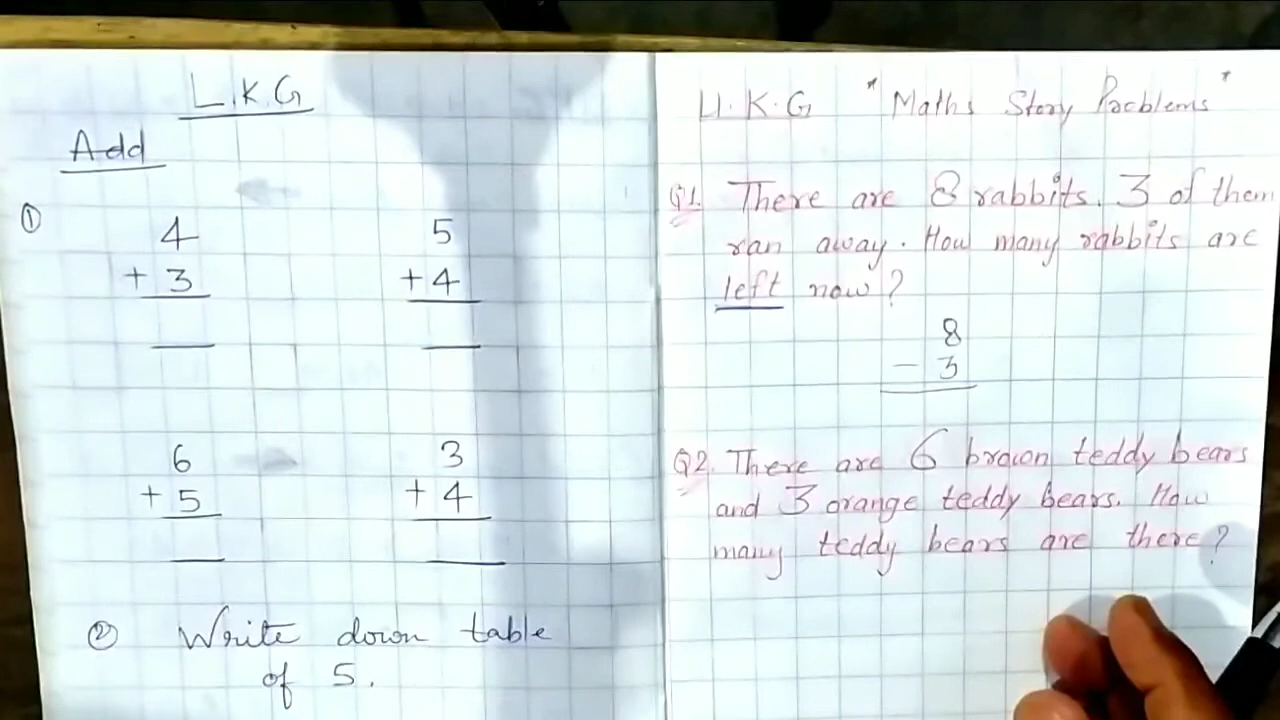 L.K.G
Add
①
4
+ 3
5
+ 4
6
+ 5
3
+ 4
② Write down table
of 5.
U.K.G "Maths Story Problems"
Q1. There are 8 rabbits. 3 of them
ran away. How many rabbits are
left now?
8
- 3
Q2. There are 6 brown teddy bears
and 3 orange teddy bears. How
many teddy bears are there?